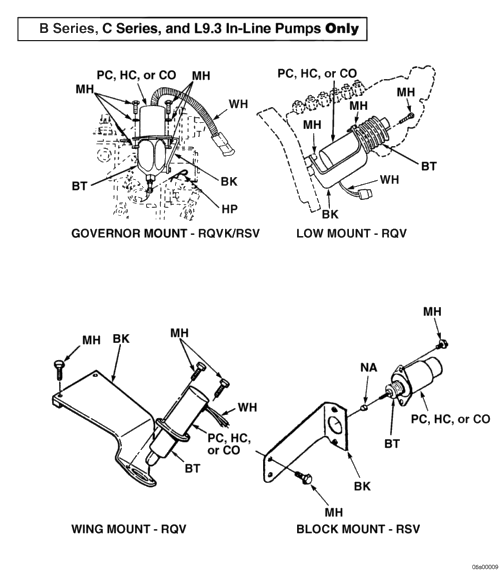 B Series, C Series, and L9.3 In-Line Pumps Only
PC, HC, or CO
MH
MH
WH
BT
BK
HP
GOVERNOR MOUNT - RQVK/RSV
PC, HC, or CO
MH
MH
MH
BT
WH
BK
LOW MOUNT - RQV
MH
BK
MH
WH
PC, HC,
or CO
BT
WING MOUNT - RQV
MH
NA
PC, HC, or CO
BT
BK
MH
BLOCK MOUNT - RSV
05a00009